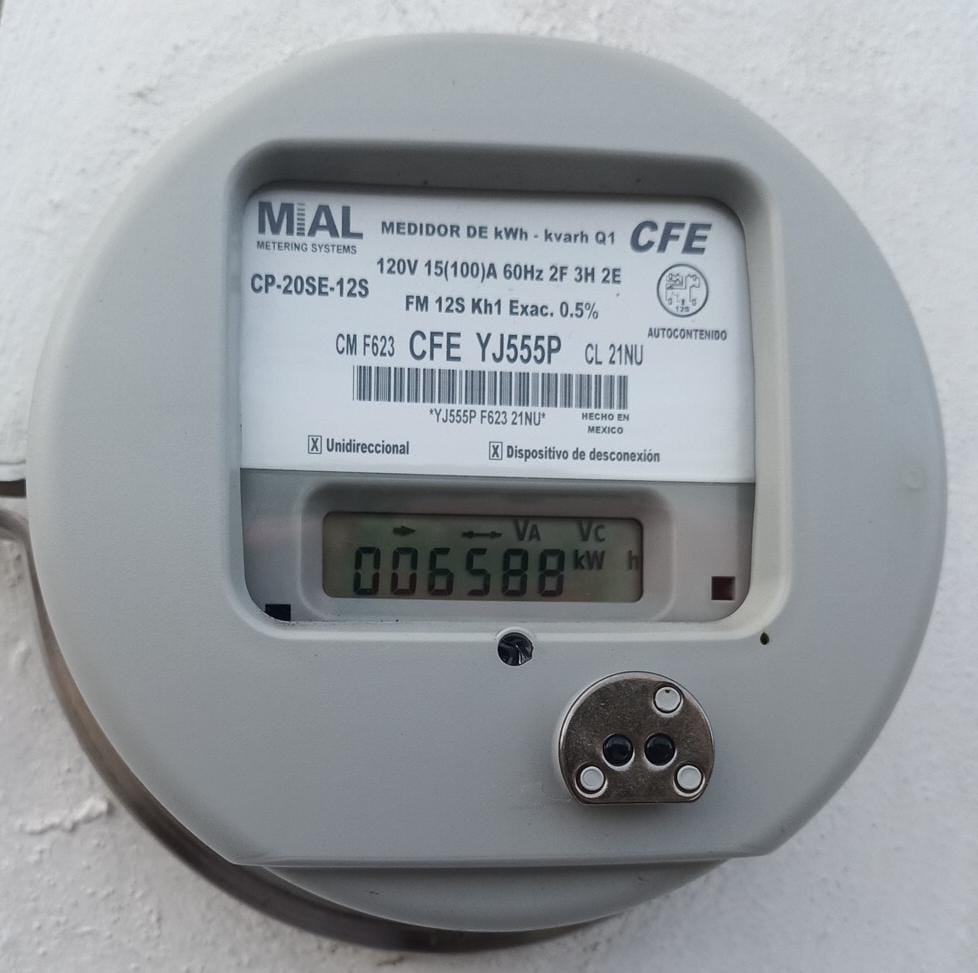 MIAL
METERING SYSTEMS
MEDIDOR DE kWh - kvarh Q1
CFE
CP-20SE-12S
120V 15(100)A 60Hz 2F 3H 2E
FM 12S Kh1 Exac. 0.5%
12S
AUTOCONTENIDO
CM F623 CFE YJ555P CL 21NU
*YJ555P F623 21NU*
HECHO EN
MEXICO
X Unidireccional
X Dispositivo de desconexión
VA VC
006588 kW h